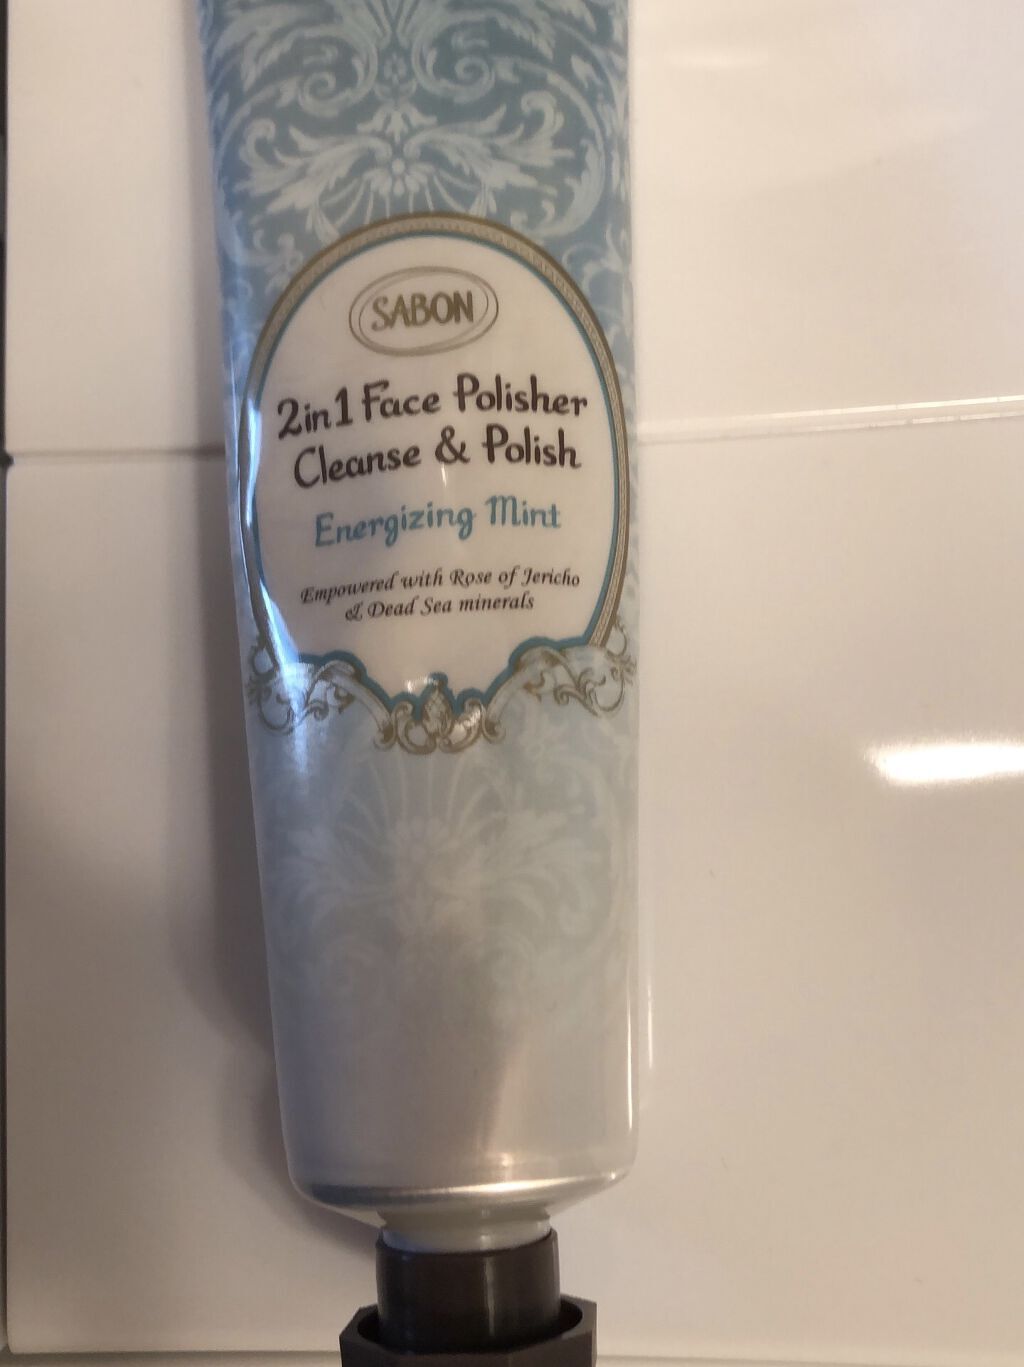 SABON
2in1 Face Polisher
Cleanse & Polish
Energizing Mint
Empowered with Rose of Jericho
& Dead Sea minerals